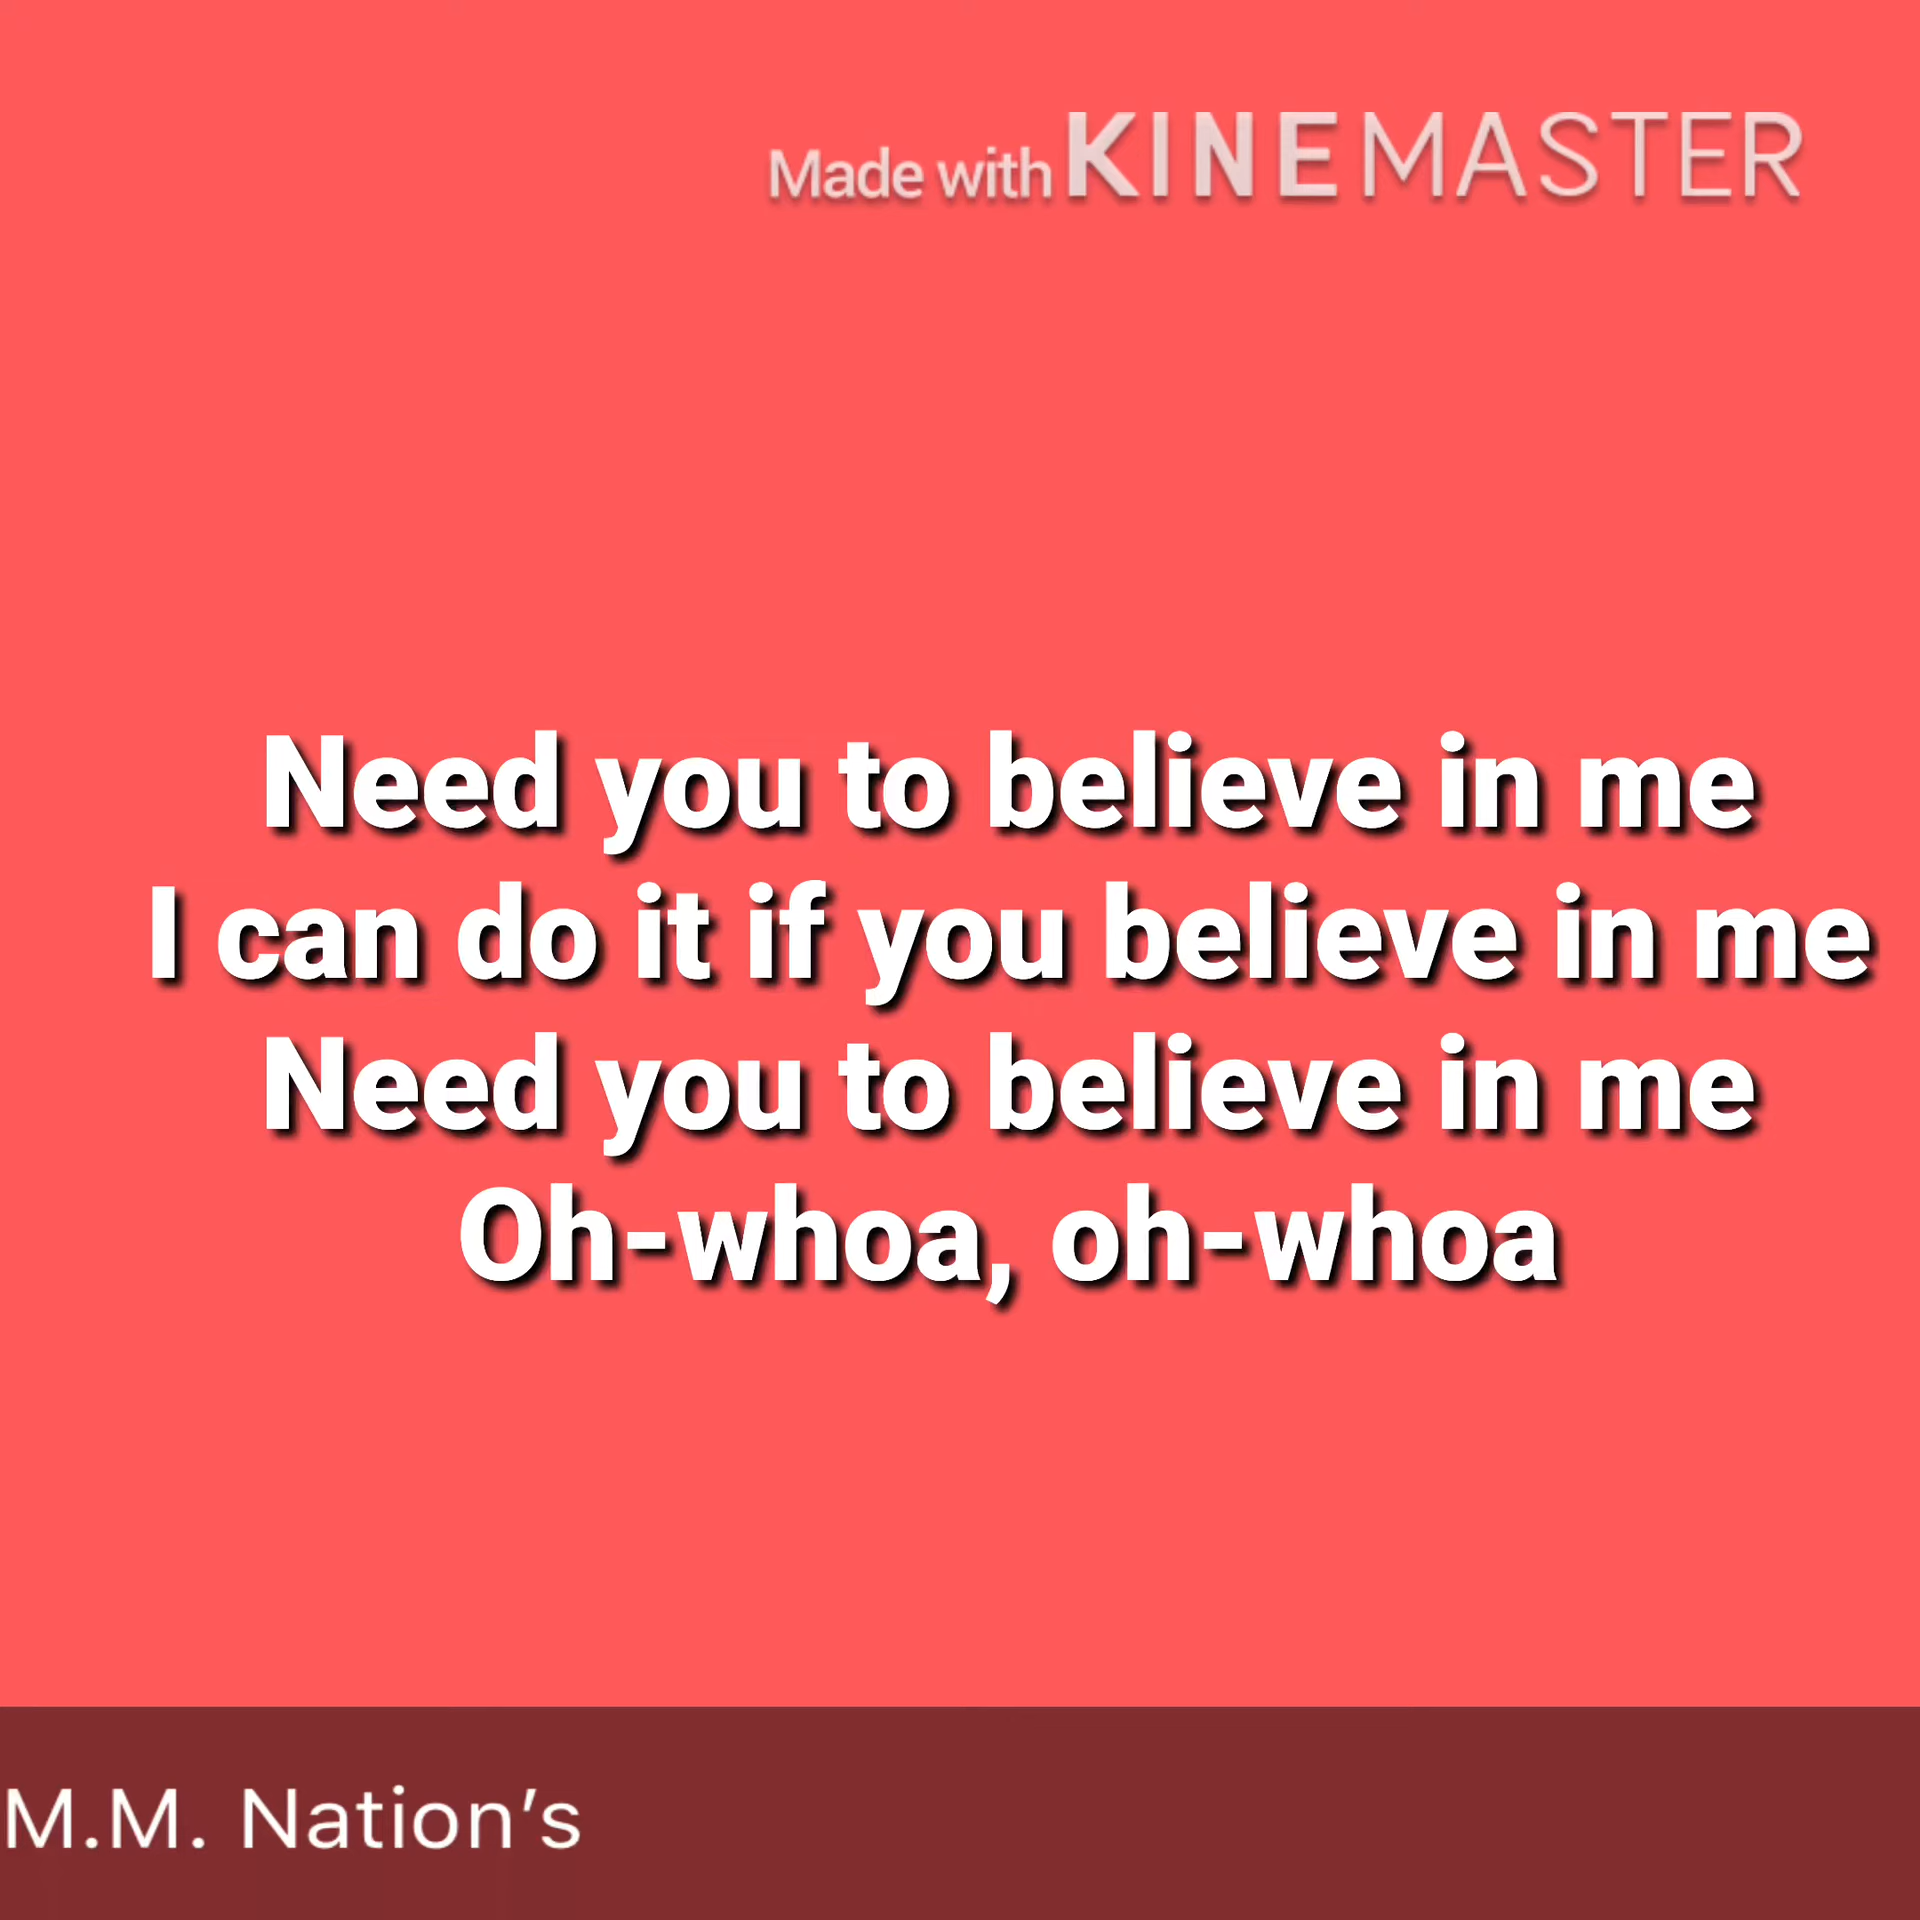 Made with KINEMASTER
Need you to believe in me
I can do it if you believe in me
Need you to believe in me
Oh-whoa, oh-whoa
M.M. Nation’s